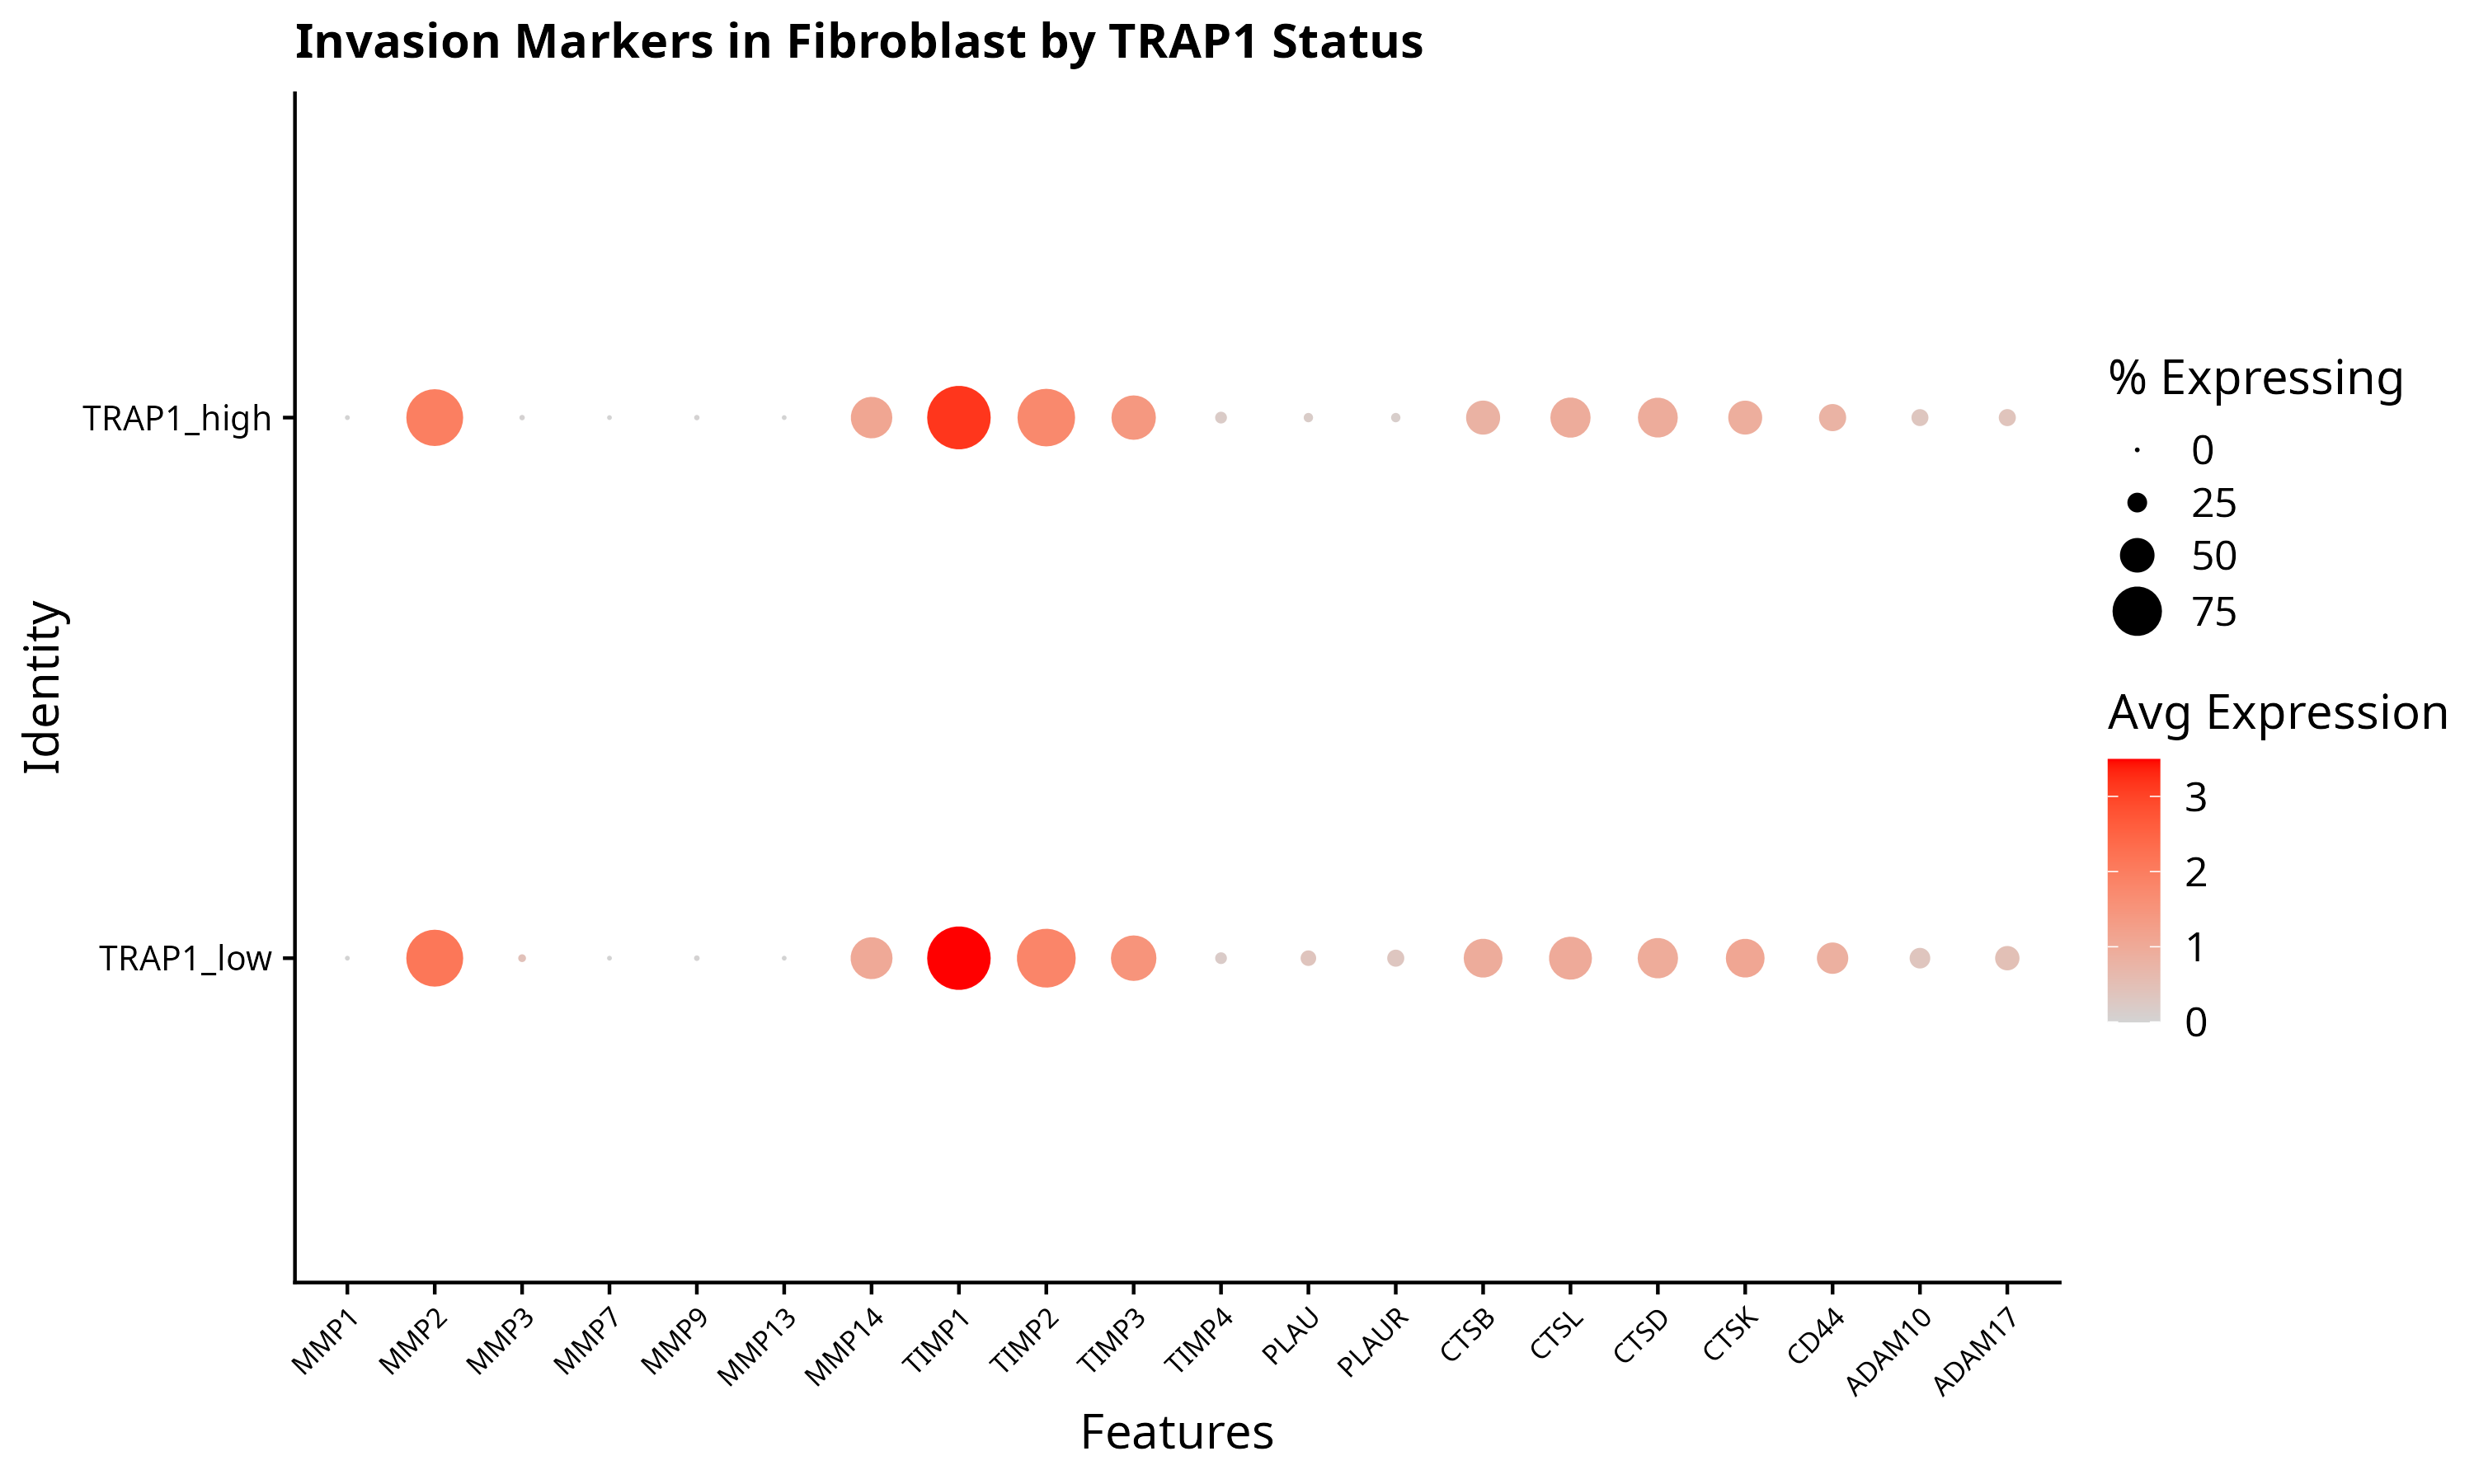 Invasion Markers in Fibroblast by TRAP1 Status
Identity
TRAP1_high
TRAP1_low
MMP1
MMP2
MMP3
MMP7
MMP9
MMP13
MMP14
TIMP1
TIMP2
TIMP3
TIMP4
PLAU
PLAUR
CTSB
CTSL
CTSD
CTSK
CD44
ADAM10
ADAM17
Features
% Expressing
0
25
50
75
Avg Expression
3
2
1
0